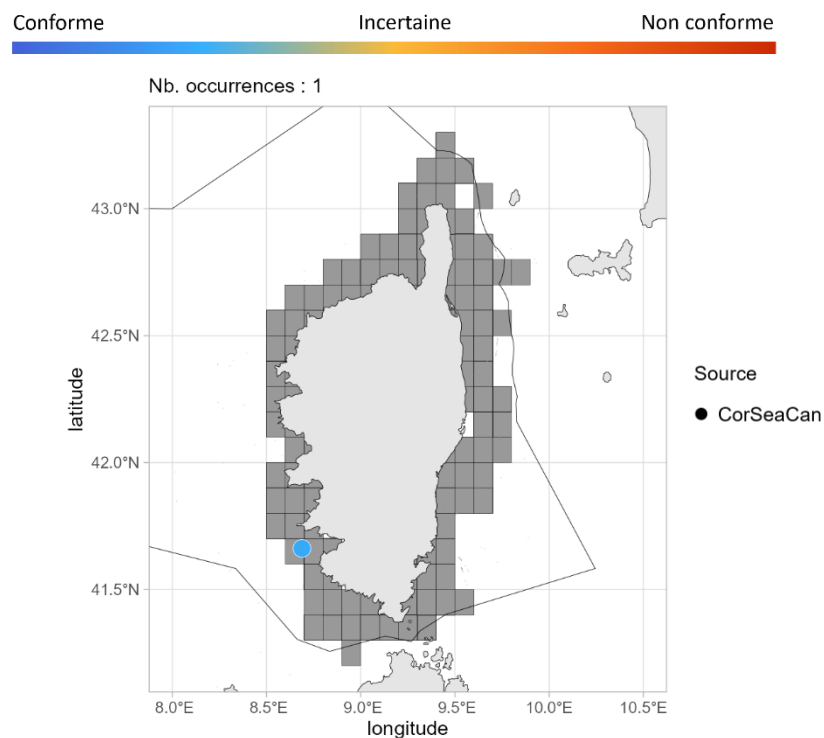 Conforme Incertaine Non conforme
Nb. occurrences : 1
43.0°N
42.5°N
42.0°N
41.5°N
latitude
8.0°E 8.5°E 9.0°E 9.5°E 10.0°E 10.5°E
longitude
Source
CorSeaCan